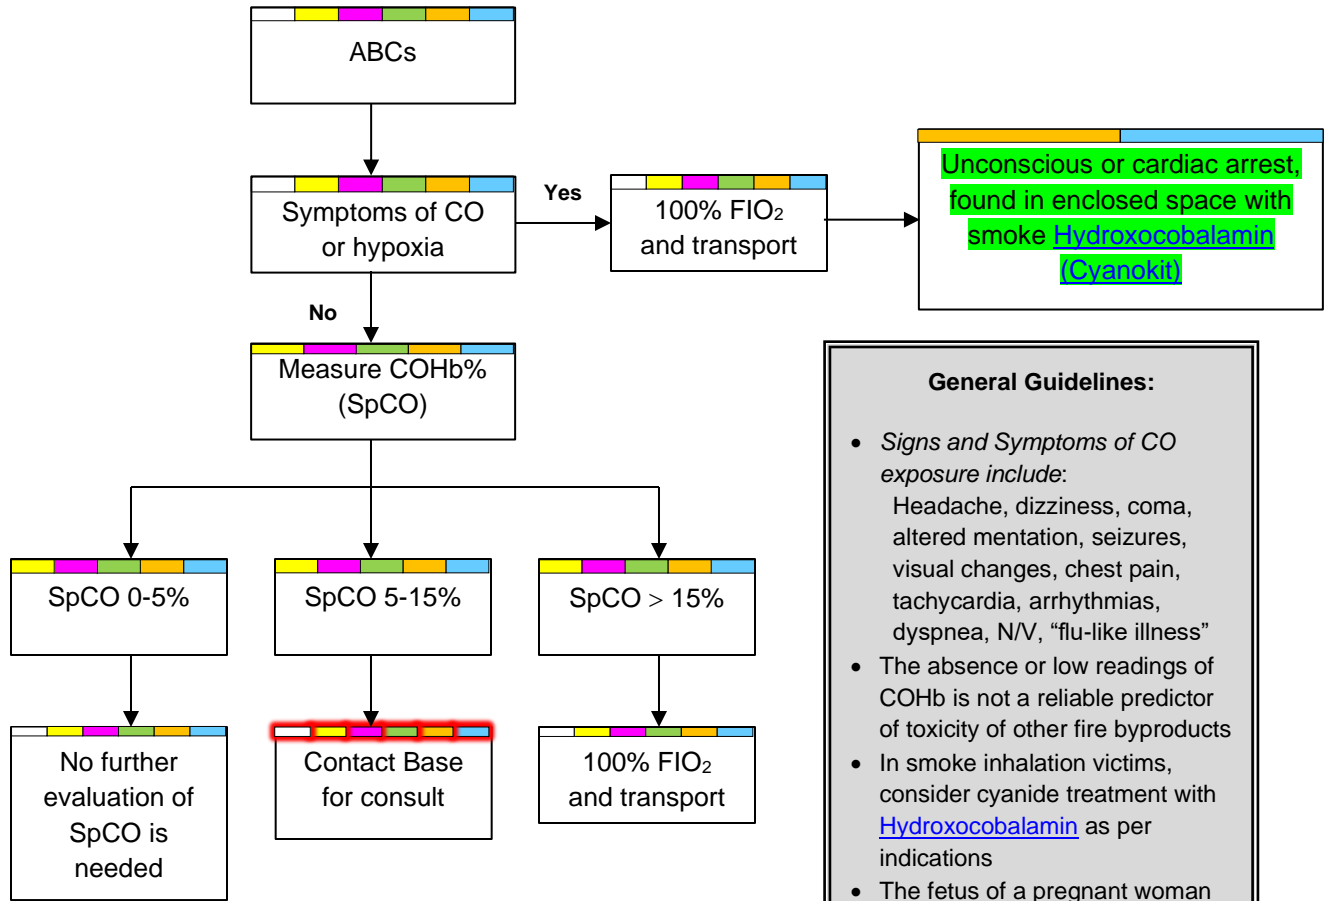 ABCs
Symptoms of CO
or hypoxia
Yes
100% FIO2
and transport
Unconscious or cardiac arrest,
found in enclosed space with
smoke Hydroxocobalamin
(Cyanokit)
No
Measure COHb%
(SpCO)
SpCO 0-5%
SpCO 5-15%
SpCO > 15%
No further
evaluation of
SpCO is
needed
Contact Base
for consult
100% FIO2
and transport
General Guidelines:
• Signs and Symptoms of CO
exposure include:
Headache, dizziness, coma,
altered mentation, seizures,
visual changes, chest pain,
tachycardia, arrhythmias,
dyspnea, N/V, “flu-like illness”
• The absence or low readings of
COHb is not a reliable predictor
of toxicity of other fire byproducts
• In smoke inhalation victims,
consider cyanide treatment with
Hydroxocobalamin as per
indications
• The fetus of a pregnant woman